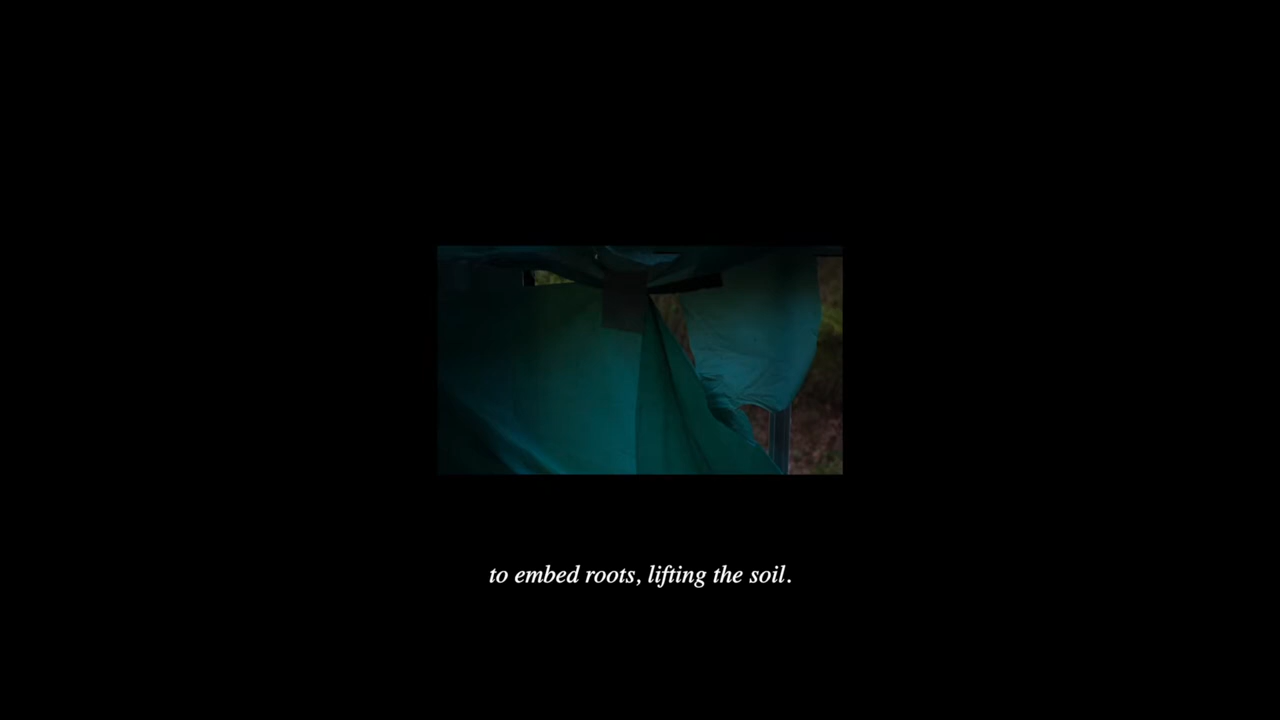 to embed roots, lifting the soil.